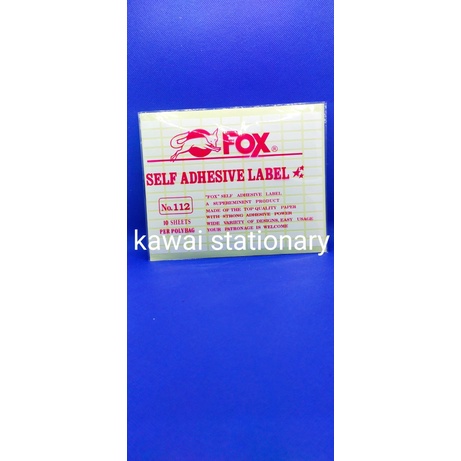 FOX®
SELF ADHESIVE LABEL
No.112
10 SHEETS
PER POLYBAG
"FOX" SELF ADHESIVE LABEL
A SUPEREMINENT PRODUCT
MADE OF THE TOP QUALITY PAPER
WITH STRONG ADHESIVE POWER
WIDE VARIETY OF DESIGNS, EASY USAGE
YOUR PATRONAGE IS WELCOME
kawai stationary